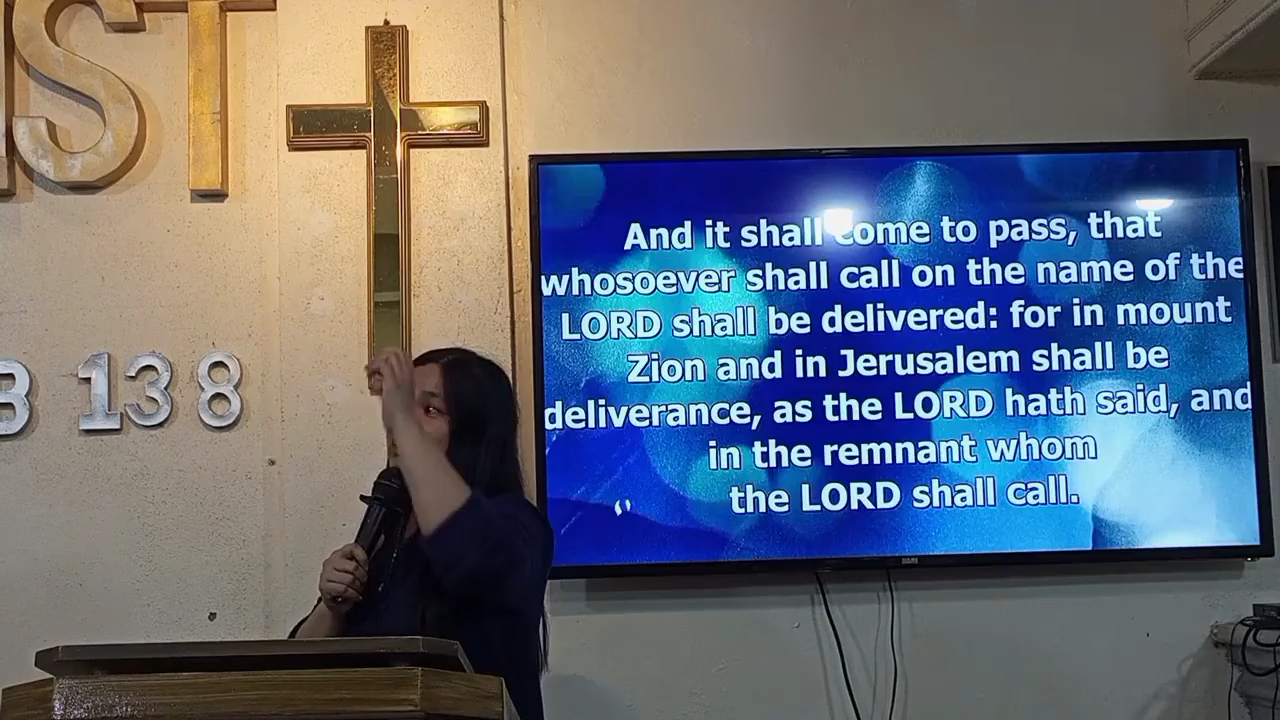 IST
B 138
And it shall come to pass, that
whosoever shall call on the name of the
LORD shall be delivered: for in mount
Zion and in Jerusalem shall be
deliverance, as the LORD hath said, and
in the remnant whom
the LORD shall call.